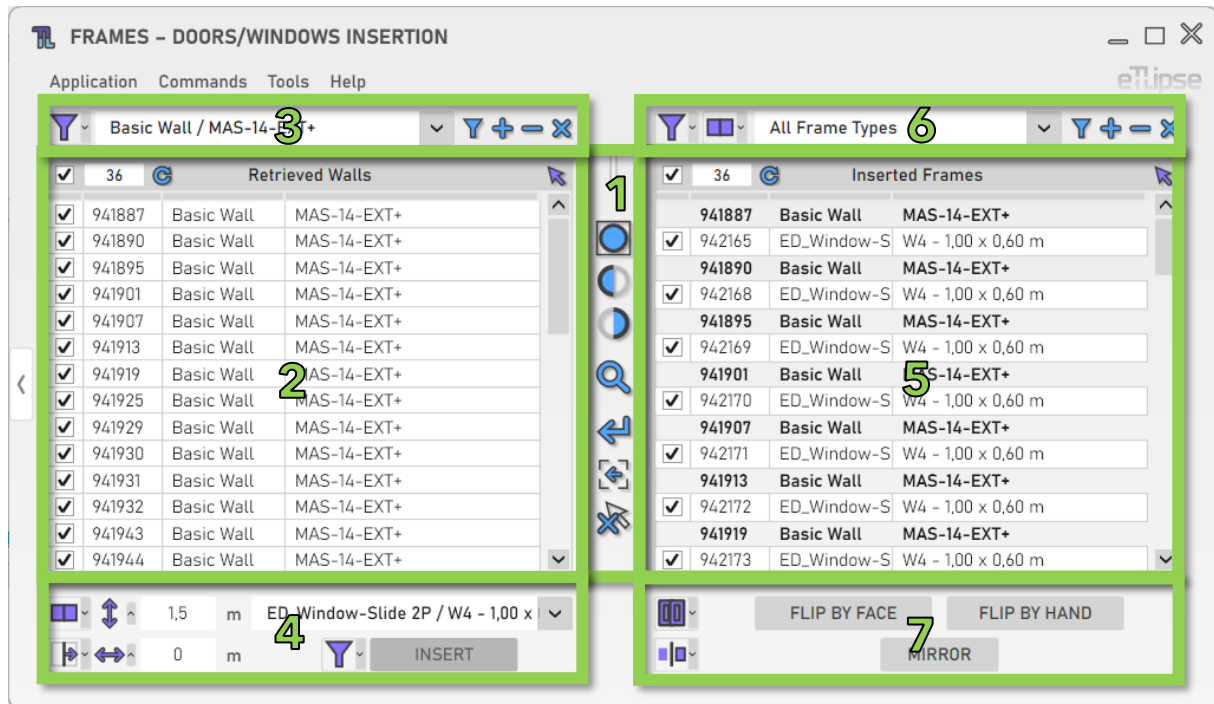 FRAMES – DOORS/WINDOWS INSERTION
Application Commands Tools Help
eTLipse
Basic Wall / MAS-14-EXT+
3
All Frame Types
6
36 Retrieved Walls
1
36 Inserted Frames
941887 Basic Wall MAS-14-EXT+
941890 Basic Wall MAS-14-EXT+
941895 Basic Wall MAS-14-EXT+
941901 Basic Wall MAS-14-EXT+
941907 Basic Wall MAS-14-EXT+
941913 Basic Wall MAS-14-EXT+
941919 Basic Wall MAS-14-EXT+
941925 Basic Wall MAS-14-EXT+
941929 Basic Wall MAS-14-EXT+
941930 Basic Wall MAS-14-EXT+
941931 Basic Wall MAS-14-EXT+
941932 Basic Wall MAS-14-EXT+
941943 Basic Wall MAS-14-EXT+
941944 Basic Wall MAS-14-EXT+
2
941887 Basic Wall MAS-14-EXT+
942165 ED_Window-S W4 – 1,00 x 0,60 m
941890 Basic Wall MAS-14-EXT+
942168 ED_Window-S W4 – 1,00 x 0,60 m
941895 Basic Wall MAS-14-EXT+
942169 ED_Window-S W4 – 1,00 x 0,60 m
941901 Basic Wall MAS-14-EXT+
942170 ED_Window-S W4 – 1,00 x 0,60 m
941907 Basic Wall MAS-14-EXT+
942171 ED_Window-S W4 – 1,00 x 0,60 m
941913 Basic Wall MAS-14-EXT+
942172 ED_Window-S W4 – 1,00 x 0,60 m
941919 Basic Wall MAS-14-EXT+
942173 ED_Window-S W4 – 1,00 x 0,60 m
5
1,5 m ED_Window-Slide 2P / W4 – 1,00 x
4
0 m INSERT
FLIP BY FACE FLIP BY HAND
7
MIRROR